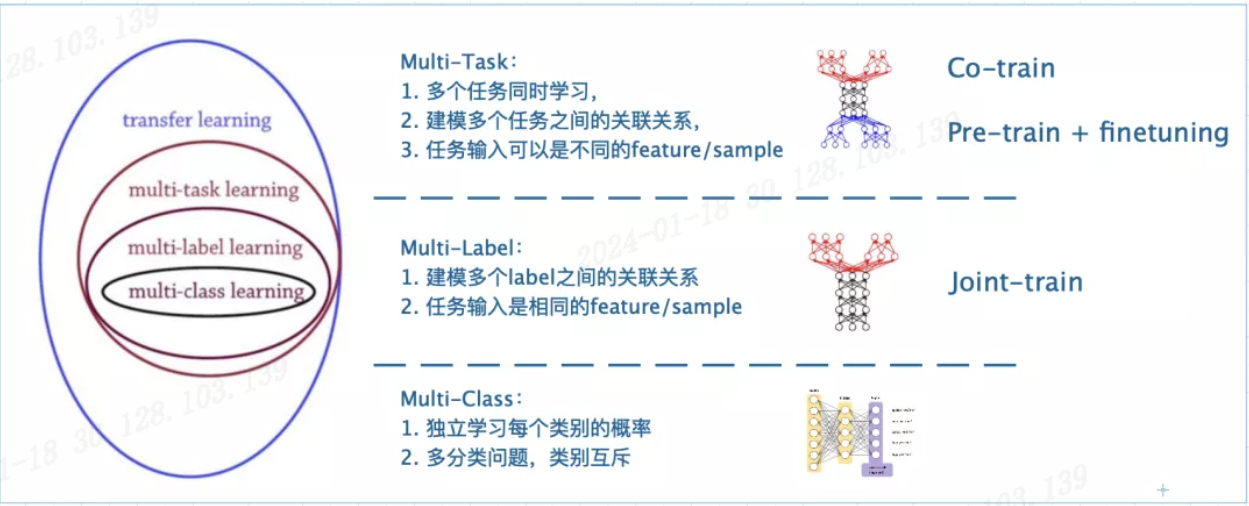 transfer learning
multi-task learning
multi-label learning
multi-class learning
Multi-Task：
1. 多个任务同时学习，
2. 建模多个任务之间的关联关系，
3. 任务输入可以是不同的feature/sample
Co-train
Pre-train + finetuning
Multi-Label：
1. 建模多个label之间的关联关系
2. 任务输入是相同的feature/sample
Joint-train
Multi-Class：
1. 独立学习每个类别的概率
2. 多分类问题，类别互斥
28.103.139
2024-01-18 30.128.103.139
1-18 30.128.103.139
103.139